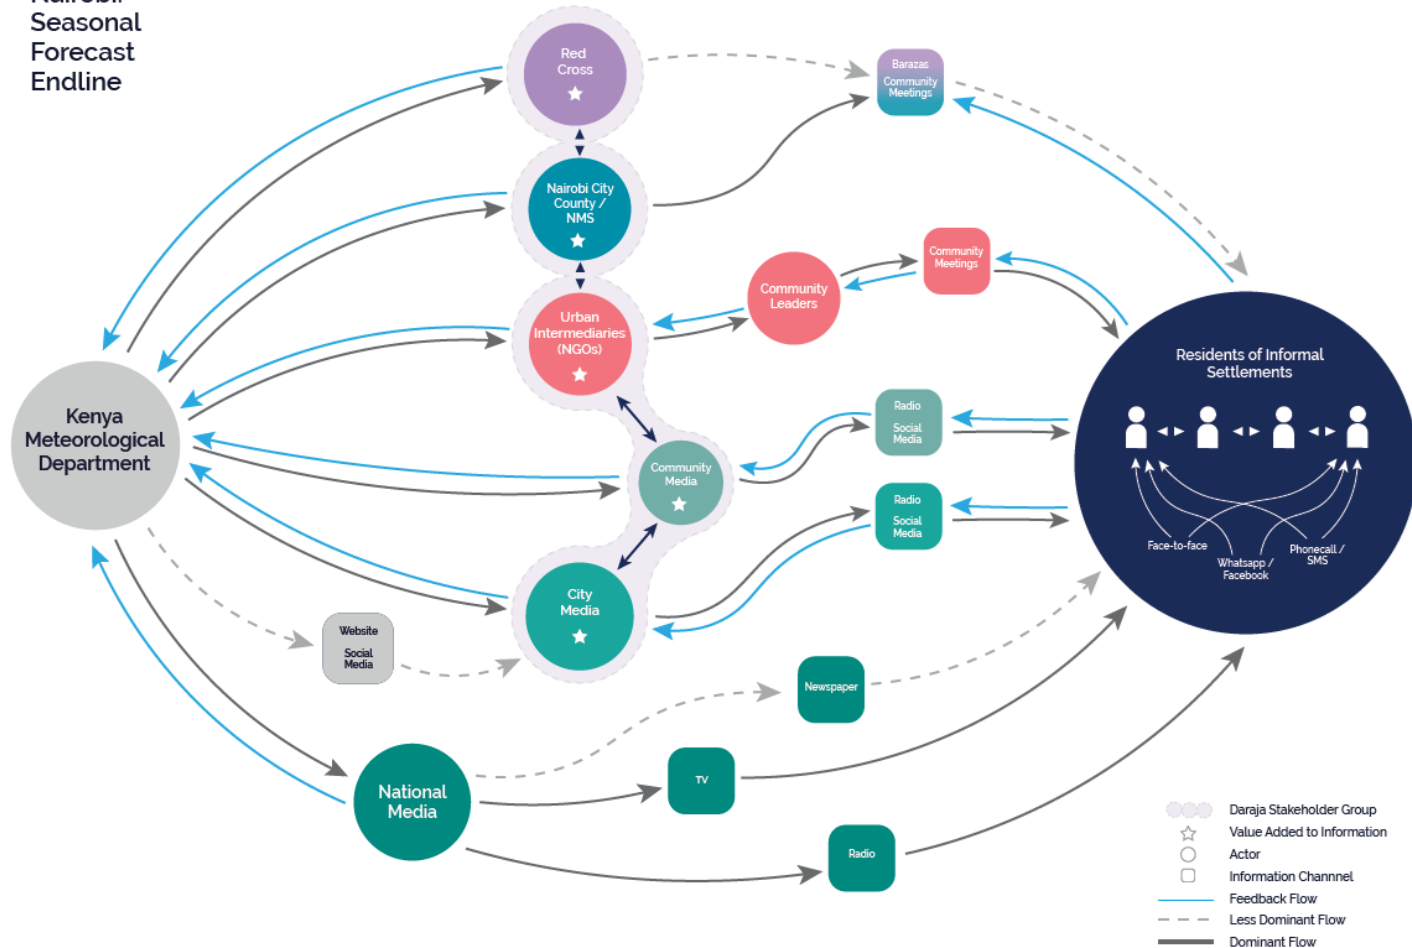 Nairobi:
Seasonal
Forecast
Endline
Red
Cross
Barazas
Community
Meetings
Nairobi City
County /
NMS
Community
Meetings
Community
Leaders
Urban
Intermediaries
(NGOs)
Residents of Informal
Settlements
Kenya
Meteorological
Department
Radio
Social
Media
Community
Media
Radio
Social
Media
Face-to-face
Whatsapp /
Facebook
Phonecall /
SMS
City
Media
Website
Social
Media
Newspaper
TV
National
Media
Radio
Daraja Stakeholder Group
Value Added to Information
Actor
Information Channnel
Feedback Flow
Less Dominant Flow
Dominant Flow